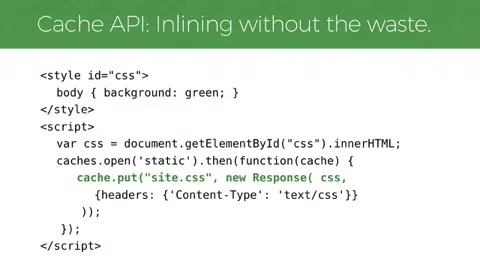 Cache API: Inlining without the waste.
<style id="css">
body { background: green; }
</style>
<script>
var css = document.getElementById("css").innerHTML;
caches.open('static').then(function(cache) {
cache.put("site.css", new Response( css,
{headers: {'Content-Type': 'text/css'}}
));
});
</script>